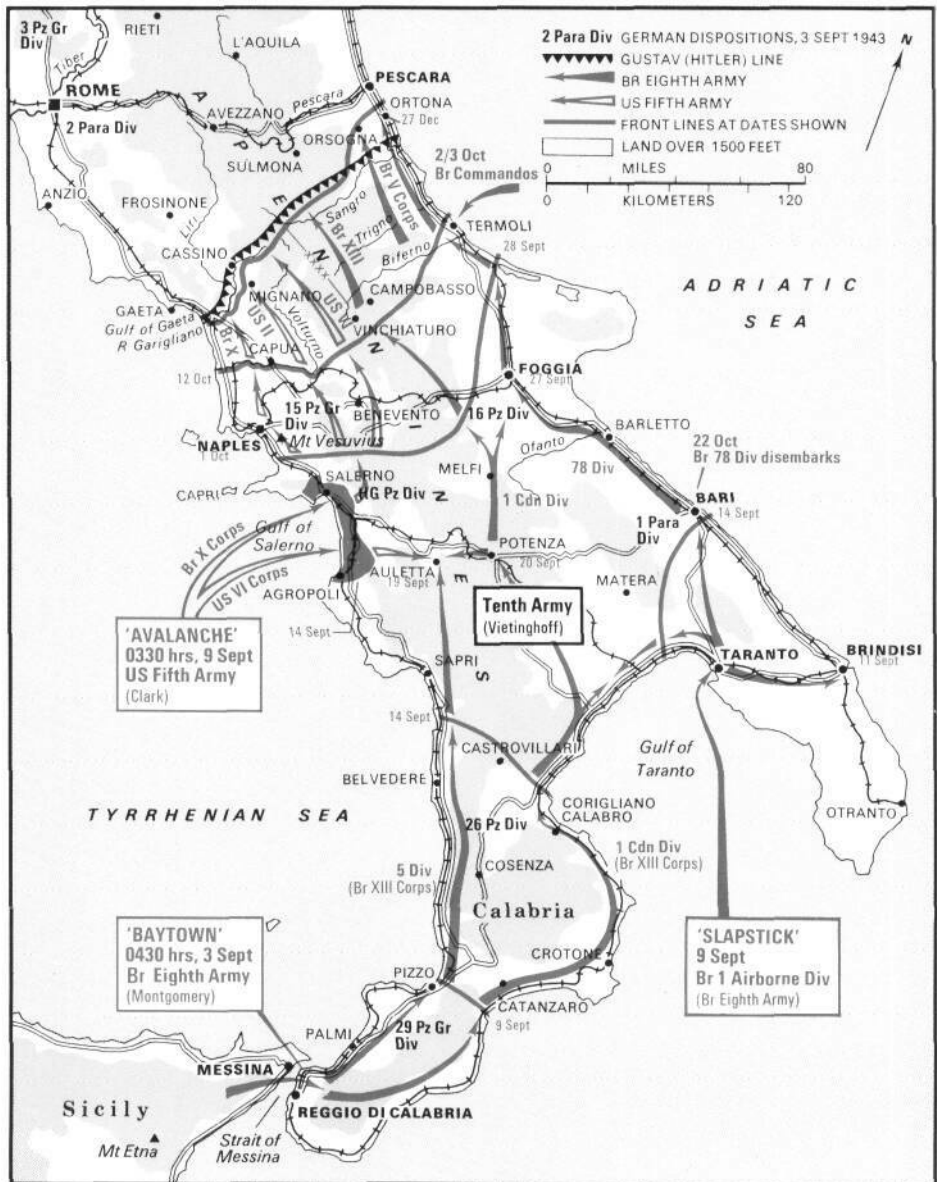 3 Pz Gr
Div
RIETI
Tiber
L'AQUILA
ROME
2 Para Div
A P E N N I N E S
AVEZZANO
Pescara
PESCARA
ORTONA
27 Dec
ORSOGNA
SULMONA
2 Para Div GERMAN DISPOSITIONS, 3 SEPT 1943
GUSTAV (HITLER) LINE
BR EIGHTH ARMY
US FIFTH ARMY
FRONT LINES AT DATES SHOWN
LAND OVER 1500 FEET
0 MILES 80
0 KILOMETERS 120
N
ANZIO
FROSINONE
Liri
CASSINO
Sangro
Br XIII
Br V Corps
Trigno
Biferno
XXXX
2/3 Oct
Br Commandos
TERMOLI
28 Sept
ADRIATIC
SEA
GAETA
Gulf of Gaeta
R Garigliano
MIGNANO
US II
US VI
Volturno
CAMPOBASSO
VINCHIATURO
Br X
CAPUA
12 Oct
FOGGIA
27 Sept
15 Pz Gr
Div
BENEVENTO
16 Pz Div
BARLETTO
Ofanto
NAPLES
1 Oct
Mt Vesuvius
SALERNO
HG Pz Div
MELFI
78 Div
22 Oct
Br 78 Div disembarks
BARI
14 Sept
CAPRI
Gulf of
Salerno
1 Cdn Div
1 Para
Div
Br X Corps
US VI Corps
AGROPOLI
AULETTA
19 Sept
POTENZA
20 Sept
MATERA
14 Sept
'AVALANCHE'
0330 hrs, 9 Sept
US Fifth Army
(Clark)
Tenth Army
(Vietinghoff)
SAPRI
TARANTO
BRINDISI
11 Sept
14 Sept
CASTROVILLARI
Gulf of
Taranto
BELVEDERE
CORIGLIANO
CALABRO
OTRANTO
TYRRHENIAN SEA
26 Pz Div
5 Div
(Br XIII Corps)
COSENZA
1 Cdn Div
(Br XIII Corps)
Calabria
'BAYTOWN'
0430 hrs, 3 Sept
Br Eighth Army
(Montgomery)
'SLAPSTICK'
9 Sept
Br 1 Airborne Div
(Br Eighth Army)
CROTONE
PIZZO
CATANZARO
9 Sept
PALMI
29 Pz Gr
Div
MESSINA
REGGIO DI CALABRIA
Sicily
Mt Etna
Strait of
Messina